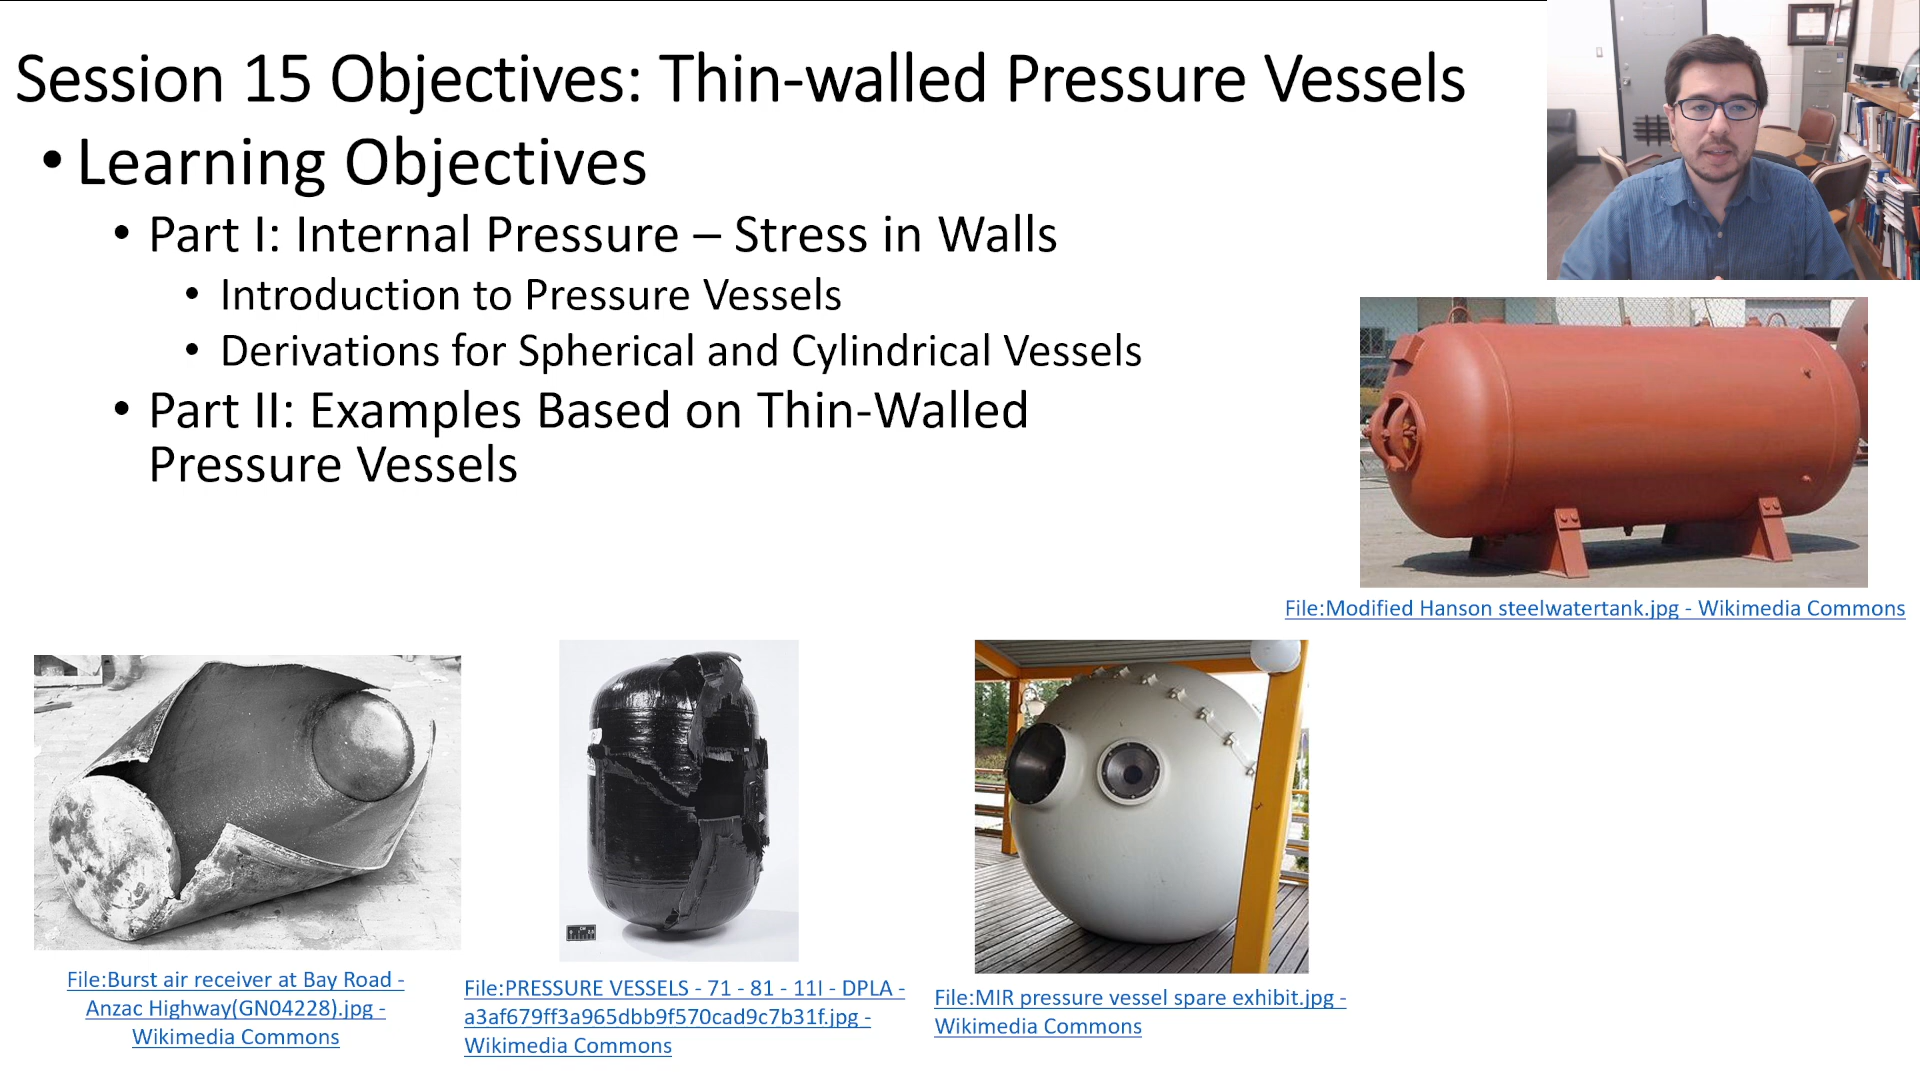 Session 15 Objectives: Thin-walled Pressure Vessels
• Learning Objectives
• Part I: Internal Pressure – Stress in Walls
• Introduction to Pressure Vessels
• Derivations for Spherical and Cylindrical Vessels
• Part II: Examples Based on Thin-Walled
Pressure Vessels
File:Modified Hanson steelwatertank.jpg - Wikimedia Commons
File:Burst air receiver at Bay Road -
Anzac Highway(GN04228).jpg -
Wikimedia Commons
File:PRESSURE VESSELS - 71 - 81 - 11I - DPLA -
a3af679ff3a965dbb9f570cad9c7b31f.jpg -
Wikimedia Commons
File:MIR pressure vessel spare exhibit.jpg -
Wikimedia Commons